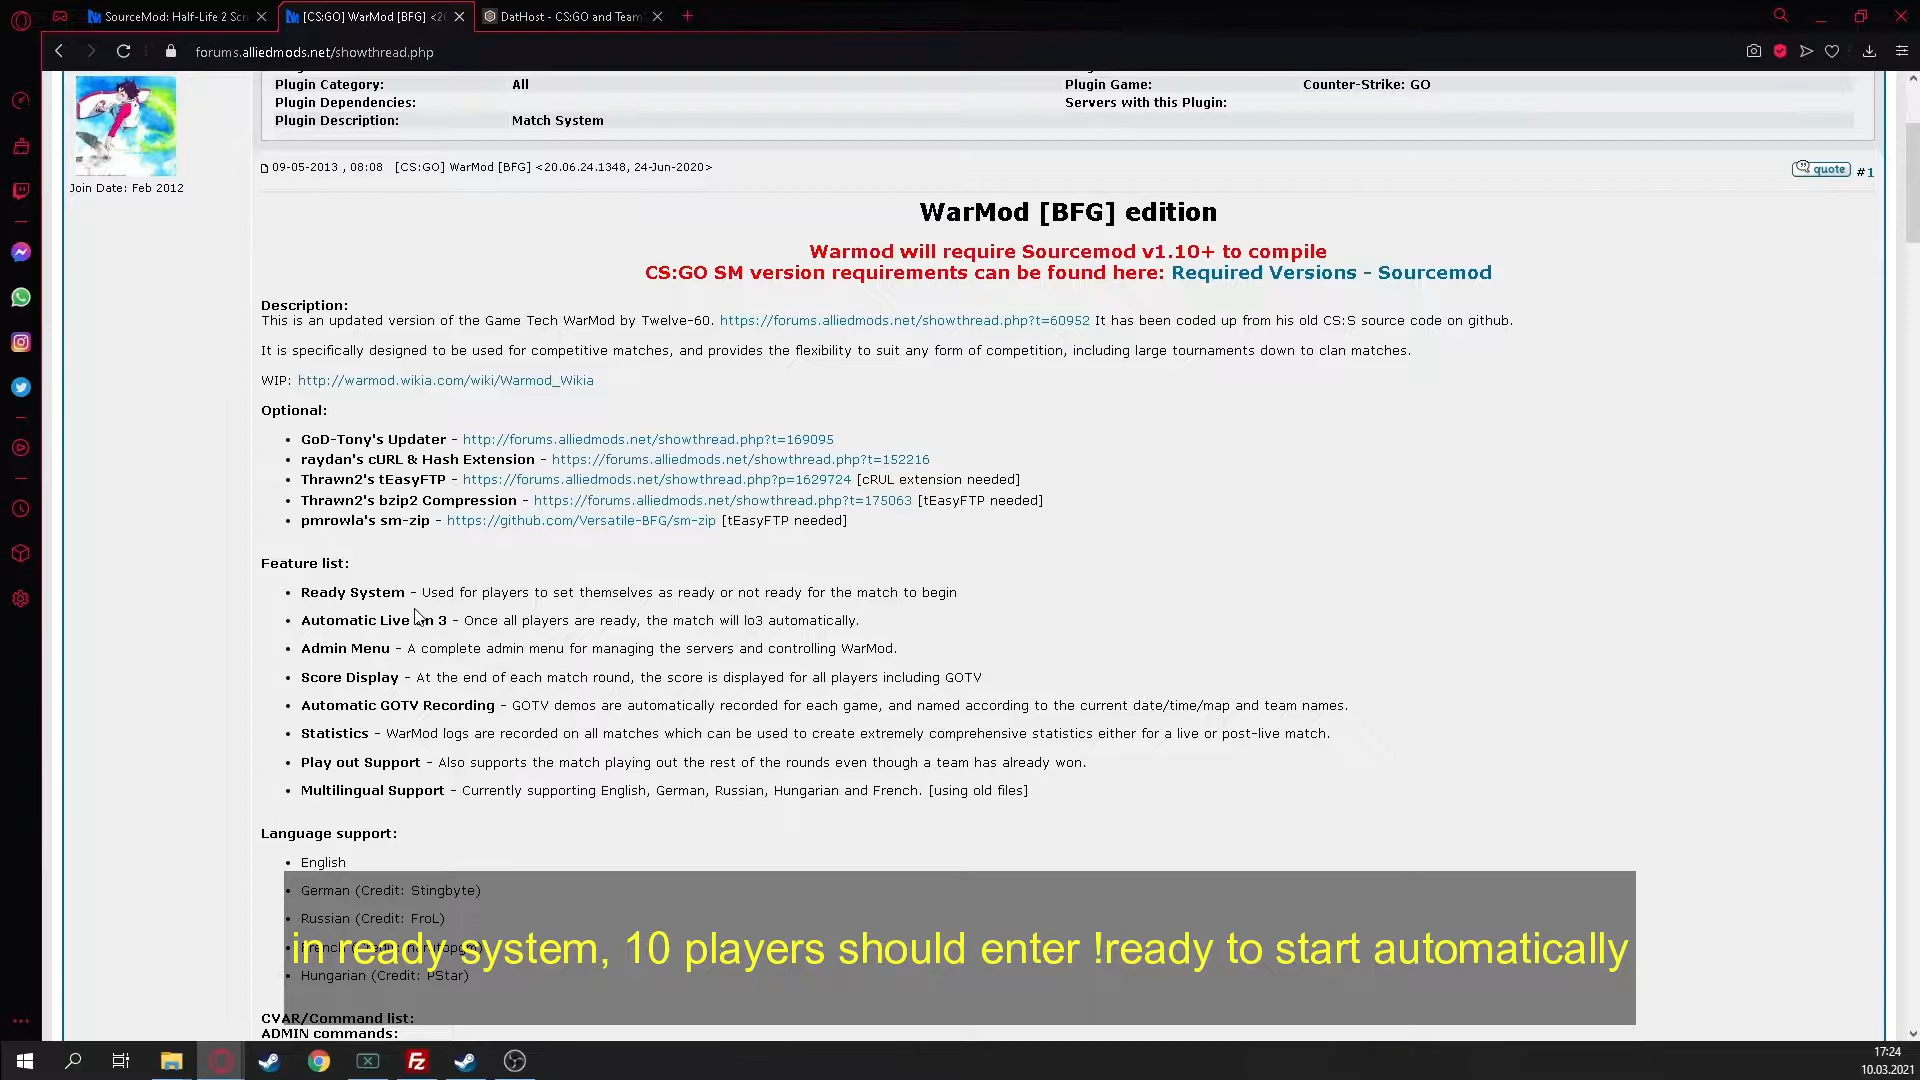 SourceMod: Half-Life 2 Scr
[CS:GO] WarMod [BFG] <2
DatHost - CS:GO and Team
forums.alliedmods.net/showthread.php
Plugin Category: All Plugin Game: Counter-Strike: GO
Plugin Dependencies: Servers with this Plugin:
Plugin Description: Match System
Join Date: Feb 2012
09-05-2013 , 08:08 [CS:GO] WarMod [BFG] <20.06.24.1348, 24-Jun-2020>
quote #1
WarMod [BFG] edition
Warmod will require Sourcemod v1.10+ to compile
CS:GO SM version requirements can be found here: Required Versions - Sourcemod
Description:
This is an updated version of the Game Tech WarMod by Twelve-60. https://forums.alliedmods.net/showthread.php?t=60952 It has been coded up from his old CS:S source code on github.
It is specifically designed to be used for competitive matches, and provides the flexibility to suit any form of competition, including large tournaments down to clan matches.
WIP: http://warmod.wikia.com/wiki/Warmod_Wikia
Optional:
• GoD-Tony's Updater - http://forums.alliedmods.net/showthread.php?t=169095
• raydan's cURL & Hash Extension - https://forums.alliedmods.net/showthread.php?t=152216
• Thrawn2's tEasyFTP - https://forums.alliedmods.net/showthread.php?p=1629724 [cRUL extension needed]
• Thrawn2's bzip2 Compression - https://forums.alliedmods.net/showthread.php?t=175063 [tEasyFTP needed]
• pmrowla's sm-zip - https://github.com/Versatile-BFG/sm-zip [tEasyFTP needed]
Feature list:
• Ready System - Used for players to set themselves as ready or not ready for the match to begin
• Automatic Live on 3 - Once all players are ready, the match will lo3 automatically.
• Admin Menu - A complete admin menu for managing the servers and controlling WarMod.
• Score Display - At the end of each match round, the score is displayed for all players including GOTV
• Automatic GOTV Recording - GOTV demos are automatically recorded for each game, and named according to the current date/time/map and team names.
• Statistics - WarMod logs are recorded on all matches which can be used to create extremely comprehensive statistics either for a live or post-live match.
• Play out Support - Also supports the match playing out the rest of the rounds even though a team has already won.
• Multilingual Support - Currently supporting English, German, Russian, Hungarian and French. [using old files]
Language support:
• English
• German (Credit: Stingbyte)
• Russian (Credit: FroL)
in ready system, 10 players should enter !ready to start automatically
• Hungarian (Credit: PStar)
CVAR/Command list:
ADMIN commands:
17:24
10.03.2021